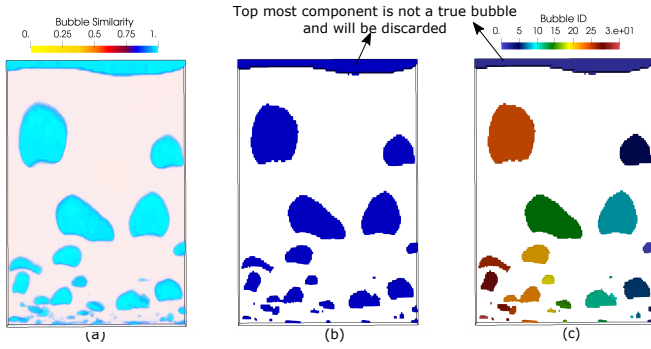 Top most component is not a true bubble
and will be discarded
Bubble Similarity
0. 0.25 0.50 0.75 1.
Bubble ID
0. 5 10 15 20 25 3.e+01
(a) (b) (c)